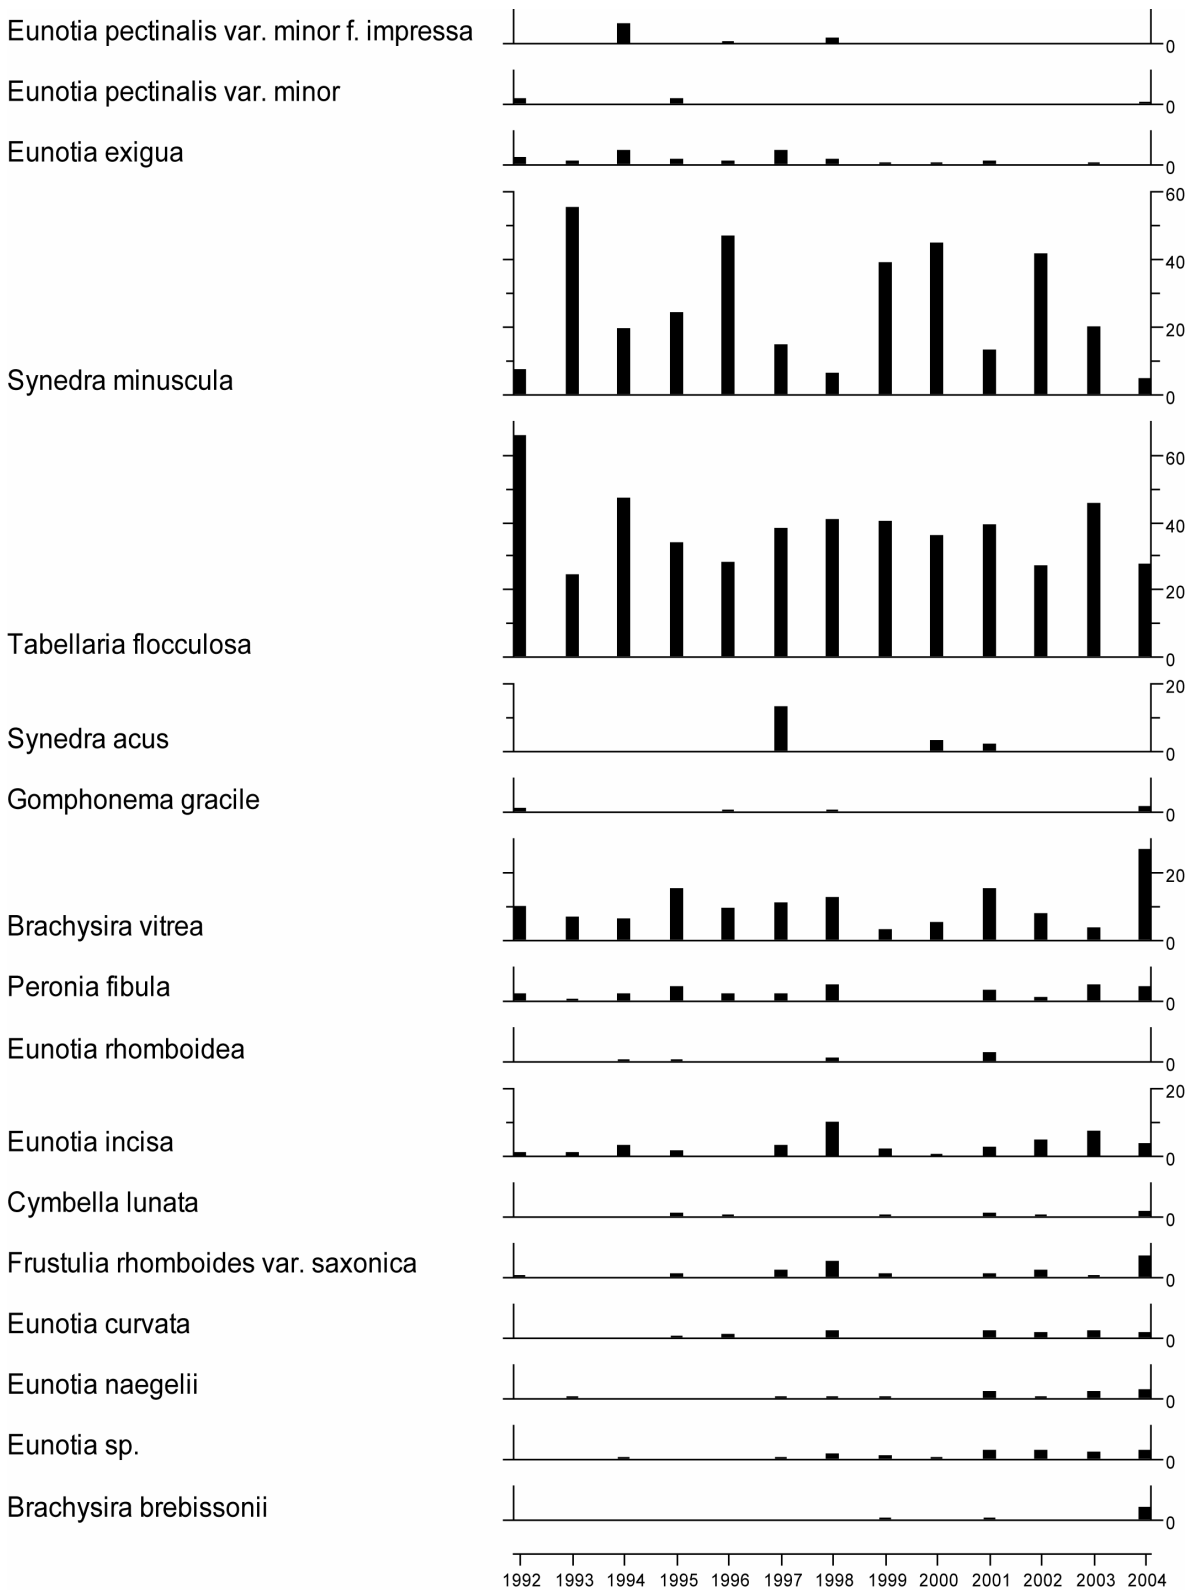 Eunotia pectinalis var. minor f. impressa
0
Eunotia pectinalis var. minor
0
Eunotia exigua
0
60
40
20
Synedra minuscula
0
60
40
20
Tabellaria flocculosa
0
20
Synedra acus
0
Gomphonema gracile
0
20
Brachysira vitrea
0
Peronia fibula
0
Eunotia rhomboidea
0
20
Eunotia incisa
0
Cymbella lunata
0
Frustulia rhomboides var. saxonica
0
Eunotia curvata
0
Eunotia naegelii
0
Eunotia sp.
0
Brachysira brebissonii
0
1992 1993 1994 1995 1996 1997 1998 1999 2000 2001 2002 2003 2004